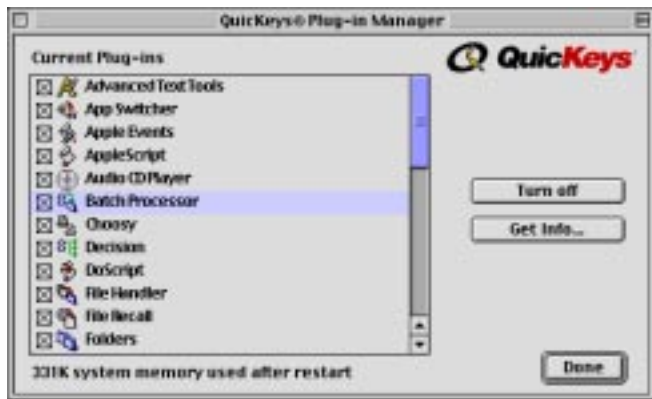 QuicKeys® Plug-in Manager
Current Plug-ins
QuicKeys
Advanced Text Tools
App Switcher
Apple Events
AppleScript
Audio CD Player
Batch Processor
Choosy
Decision
DoScript
File Handler
File Recall
Folders
Turn off
Get Info...
331K system memory used after restart
Done